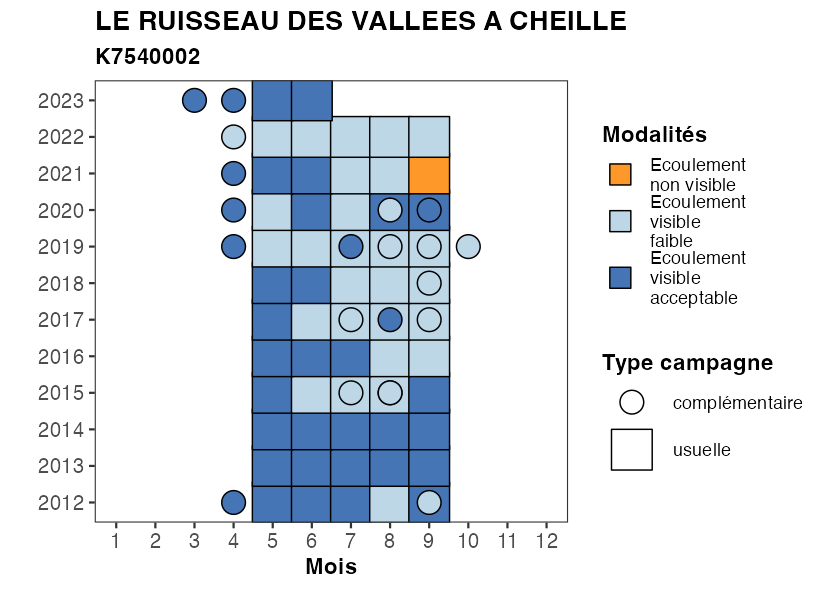 LE RUISSEAU DES VALLEES A CHEILLE
K7540002
2023
2022
2021
2020
2019
2018
2017
2016
2015
2014
2013
2012
1 2 3 4 5 6 7 8 9 10 11 12
Mois
Modalités
Ecoulement
non visible
Ecoulement
visible
faible
Ecoulement
visible
acceptable
Type campagne
complémentaire
usuelle